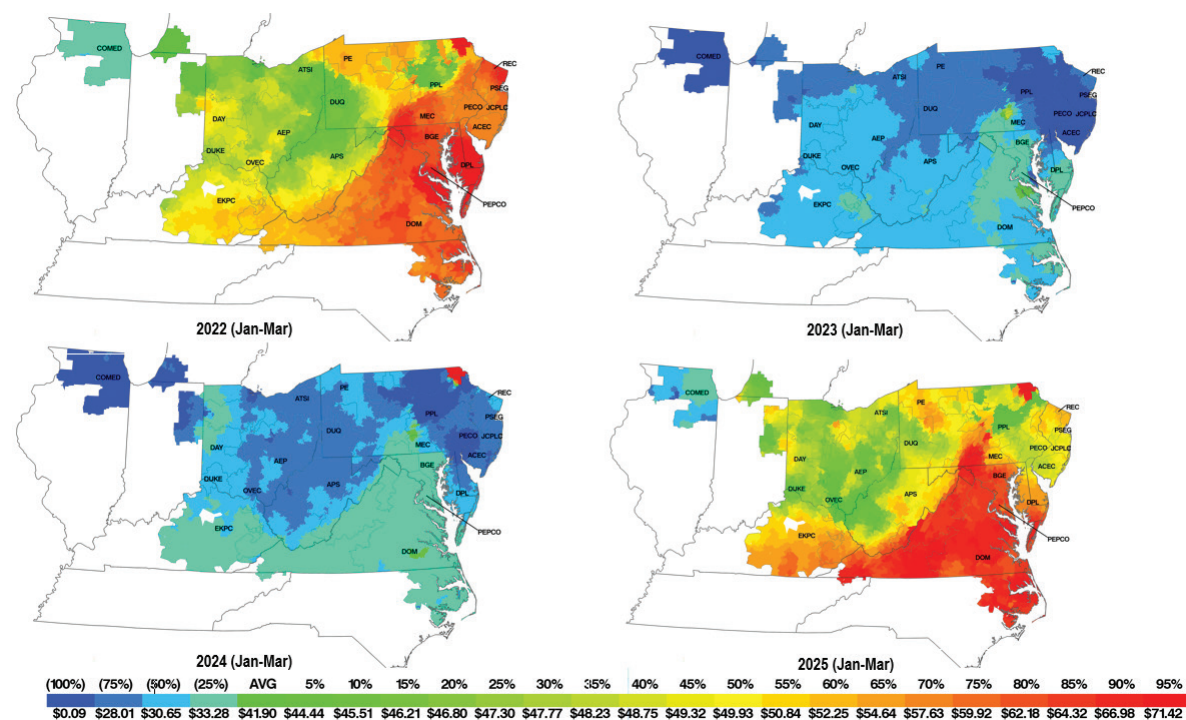 COMED
ATSI
PE
REC
DUQ
PPL
PSEG
DAY
MEC
PECO
JCPLC
AEP
BGE
ACEC
DUKE
OVEC
APS
DPL
EKPC
PEPCO
DOM
2022 (Jan-Mar)
COMED
ATSI
PE
REC
DUQ
PPL
PSEG
DAY
MEC
PECO
JCPLC
AEP
BGE
ACEC
DUKE
OVEC
APS
DPL
EKPC
PEPCO
DOM
2023 (Jan-Mar)
COMED
ATSI
PE
REC
DUQ
PPL
PSEG
DAY
MEC
PECO
JCPLC
AEP
BGE
ACEC
DUKE
OVEC
APS
DPL
EKPC
PEPCO
DOM
2024 (Jan-Mar)
COMED
ATSI
PE
REC
DUQ
PPL
PSEG
DAY
MEC
PECO
JCPLC
AEP
BGE
ACEC
DUKE
OVEC
APS
DPL
EKPC
PEPCO
DOM
2025 (Jan-Mar)
(100%) (75%) (50%) (25%) AVG 5% 10% 15% 20% 25% 30% 35% 40% 45% 50% 55% 60% 65% 70% 75% 80% 85% 90% 95%
$0.09 $28.01 $30.65 $33.28 $41.90 $44.44 $45.51 $46.21 $46.80 $47.30 $47.77 $48.23 $48.75 $49.32 $49.93 $50.84 $52.25 $54.64 $57.63 $59.92 $62.18 $64.32 $66.98 $71.42